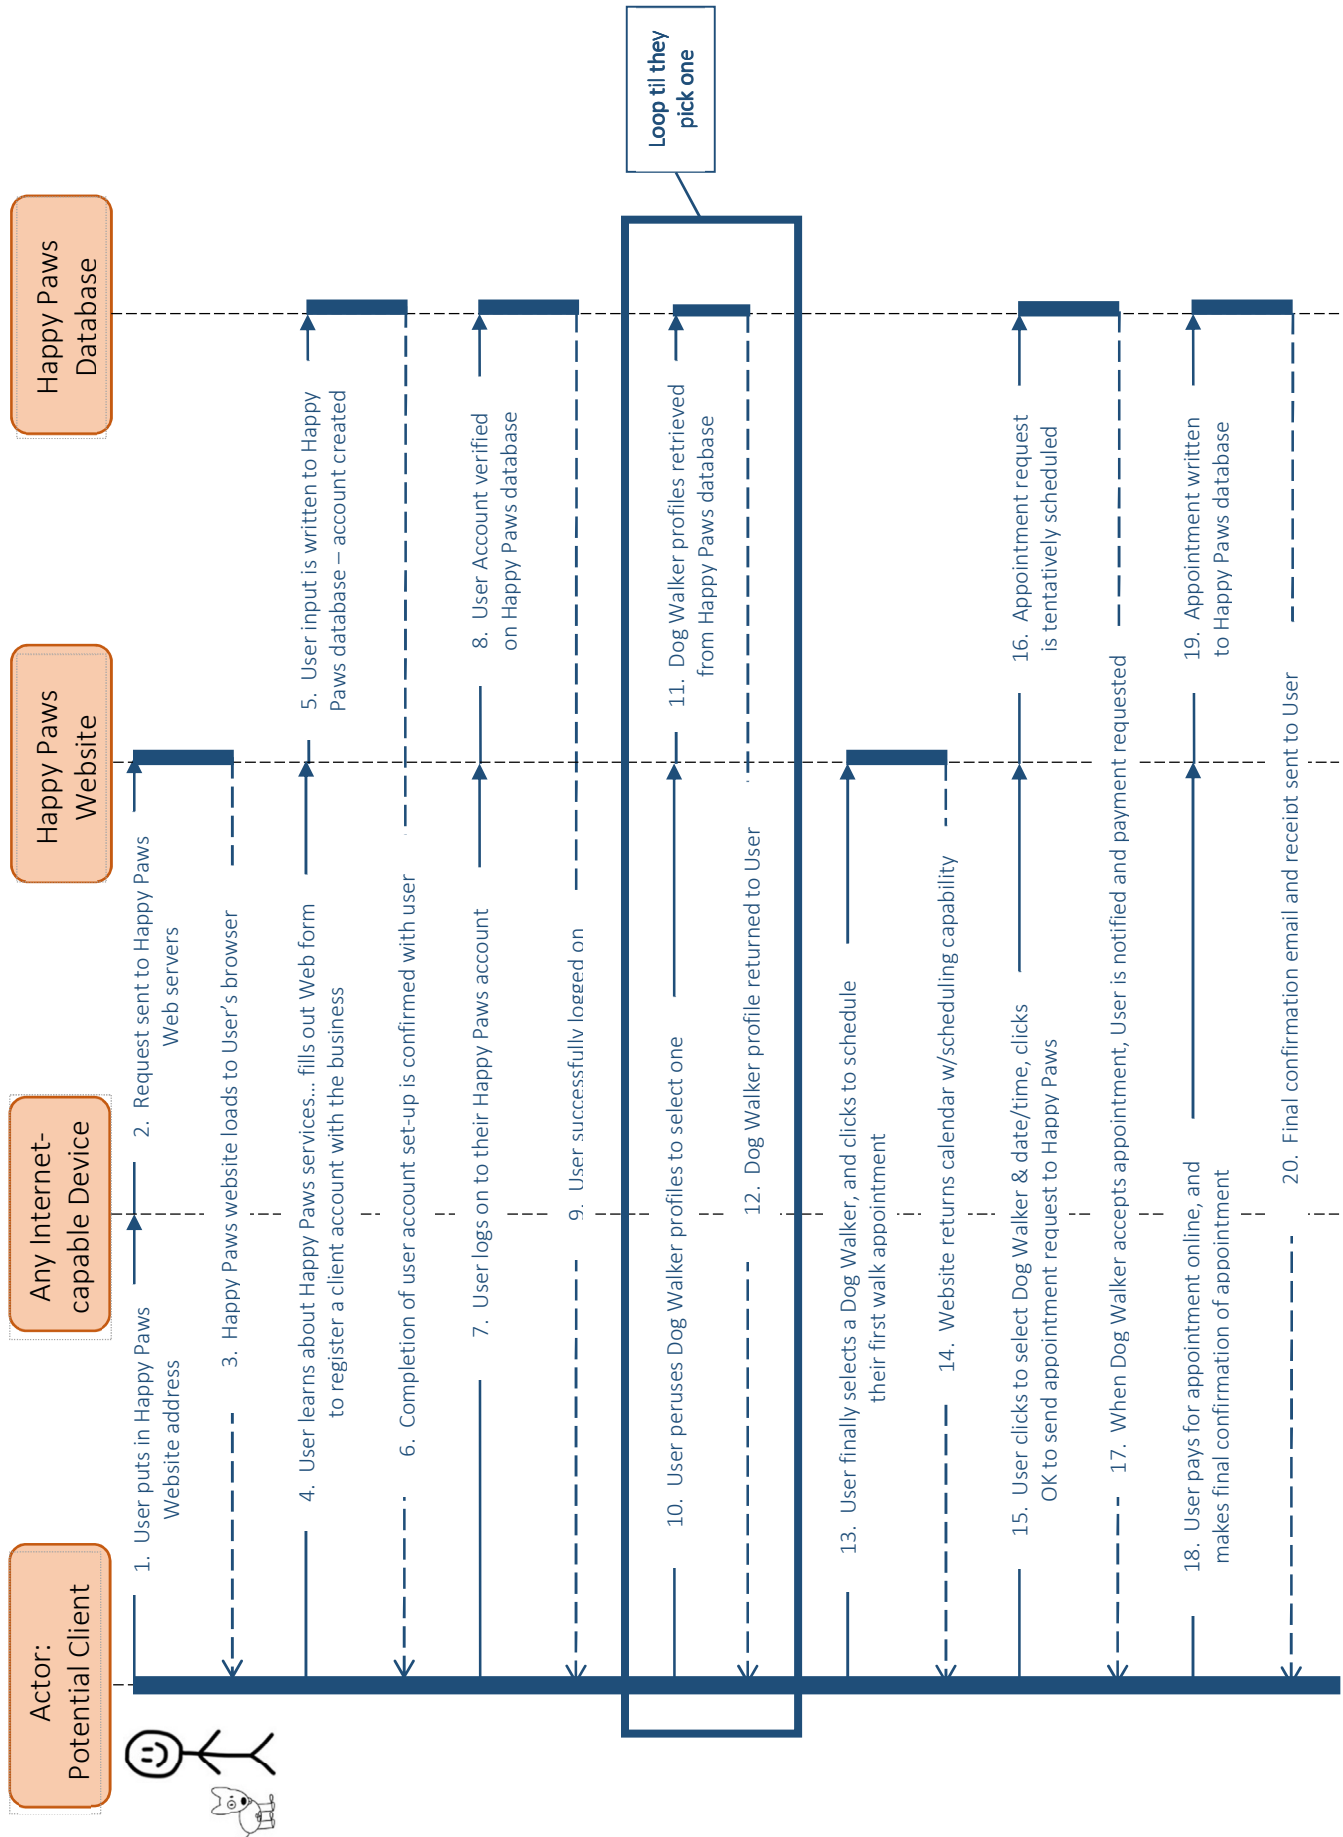 Actor:
Potential Client
Any Internet-
capable Device
Happy Paws
Website
Happy Paws
Database
1. User puts in Happy Paws
Website address
2. Request sent to Happy Paws
Web servers
3. Happy Paws website loads to User’s browser
4. User learns about Happy Paws services... fills out Web form
to register a client account with the business
5. User input is written to Happy
Paws database – account created
6. Completion of user account set-up is confirmed with user
7. User logs on to their Happy Paws account
8. User Account verified
on Happy Paws database
9. User successfully logged on
10. User peruses Dog Walker profiles to select one
11. Dog Walker profiles retrieved
from Happy Paws database
12. Dog Walker profile returned to User
Loop til they
pick one
13. User finally selects a Dog Walker, and clicks to schedule
their first walk appointment
14. Website returns calendar w/scheduling capability
15. User clicks to select Dog Walker & date/time, clicks
OK to send appointment request to Happy Paws
16. Appointment request
is tentatively scheduled
17. When Dog Walker accepts appointment, User is notified and payment requested
18. User pays for appointment online, and
makes final confirmation of appointment
19. Appointment written
to Happy Paws database
20. Final confirmation email and receipt sent to User